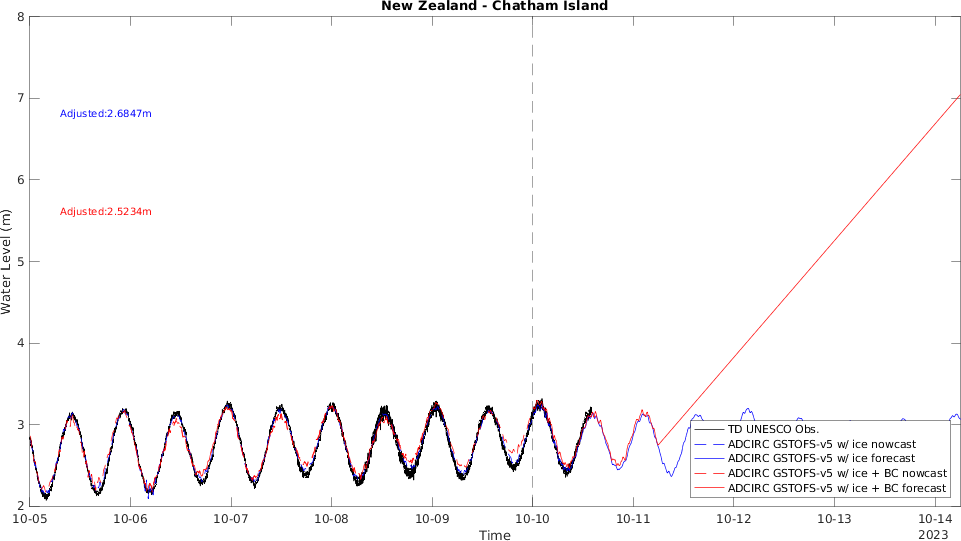 New Zealand - Chatham Island
8
7
6
5
4
3
2
Water Level (m)
Adjusted:2.6847m
Adjusted:2.5234m
TD UNESCO Obs.
ADCIRC GSTOFS-v5 w/ ice nowcast
ADCIRC GSTOFS-v5 w/ ice forecast
ADCIRC GSTOFS-v5 w/ ice + BC nowcast
ADCIRC GSTOFS-v5 w/ ice + BC forecast
10-05 10-06 10-07 10-08 10-09 10-10 10-11 10-12 10-13 10-14
Time
2023